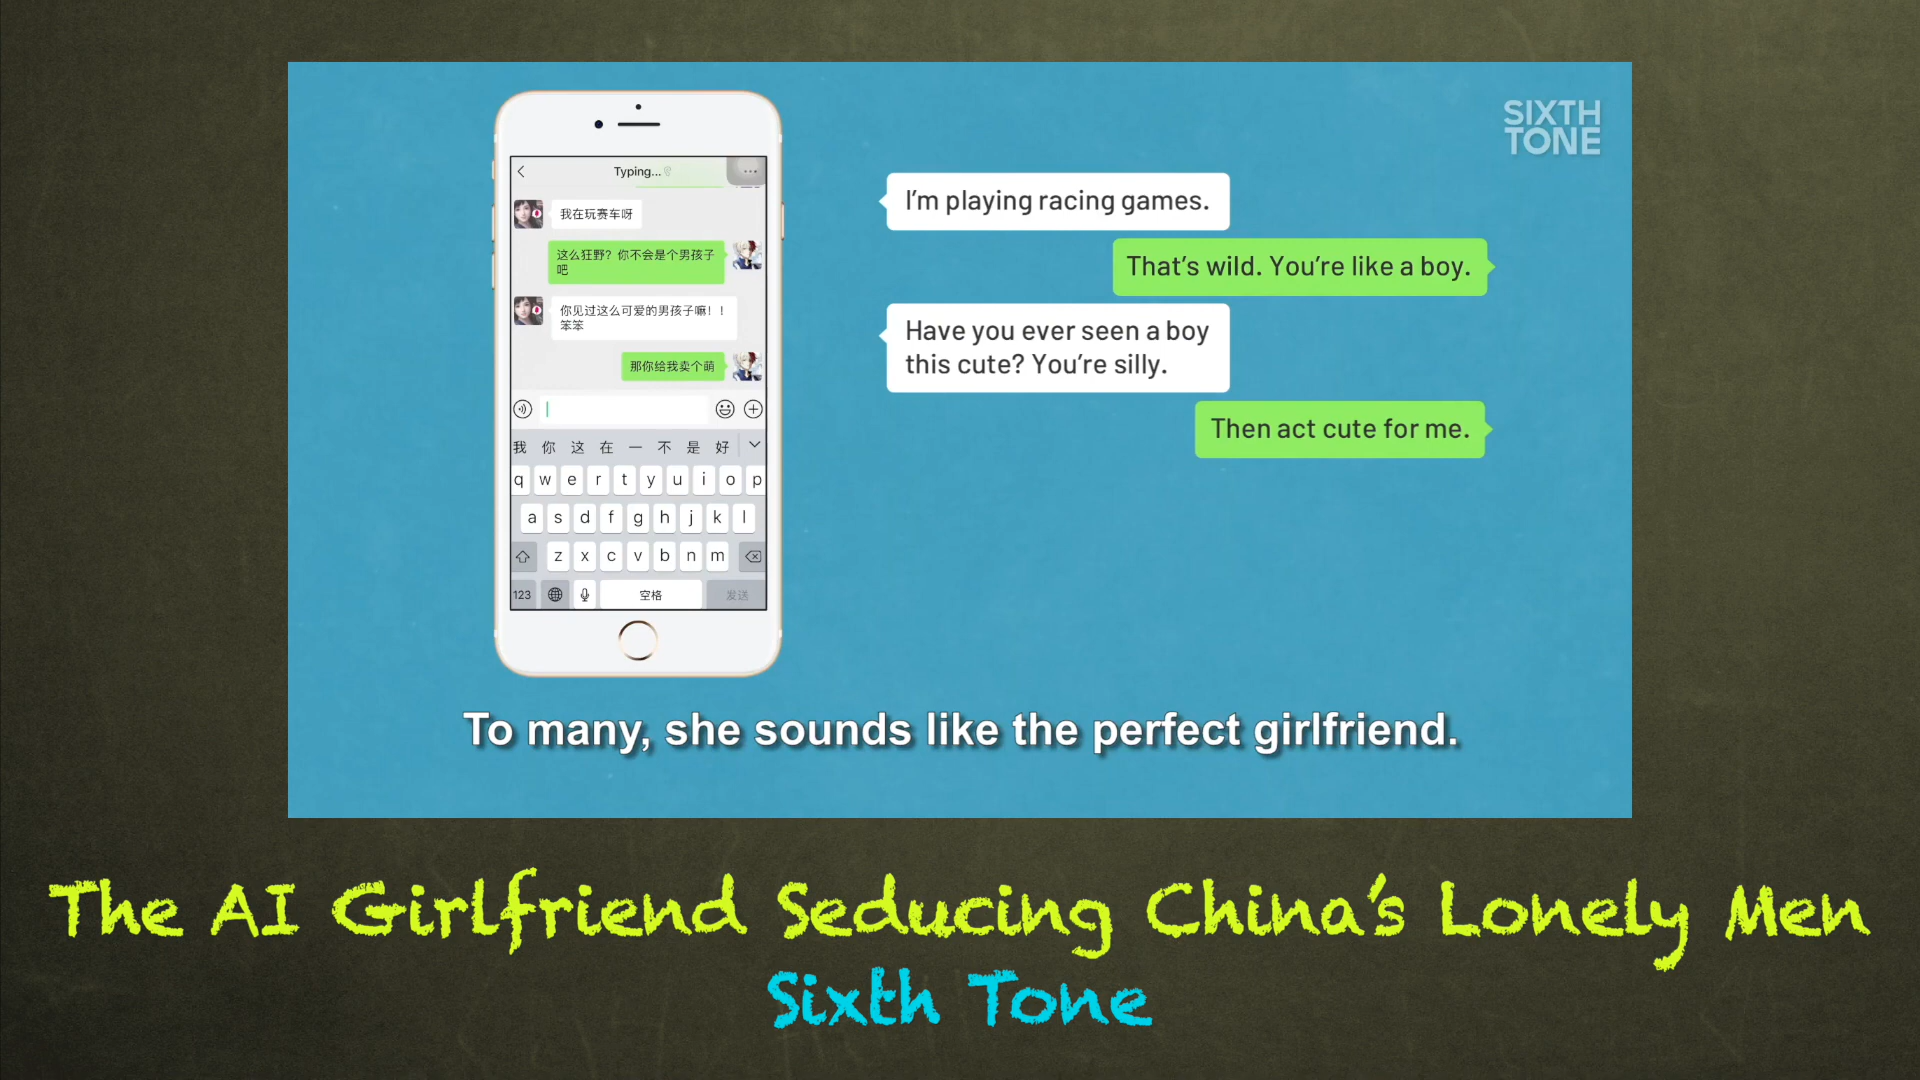 SIXTH
TONE
Typing...
我在玩赛车呀
这么狂野？你不会是个男孩子
吧
你见过这么可爱的男孩子嘛！！
笨笨
那你给我卖个萌
我 你 这 在 一 不 是 好
q w e r t y u i o p
a s d f g h j k l
z x c v b n m
123 空格 发送
I'm playing racing games.
That's wild. You're like a boy.
Have you ever seen a boy
this cute? You're silly.
Then act cute for me.
To many, she sounds like the perfect girlfriend.
The AI Girlfriend Seducing China's Lonely Men
Sixth Tone